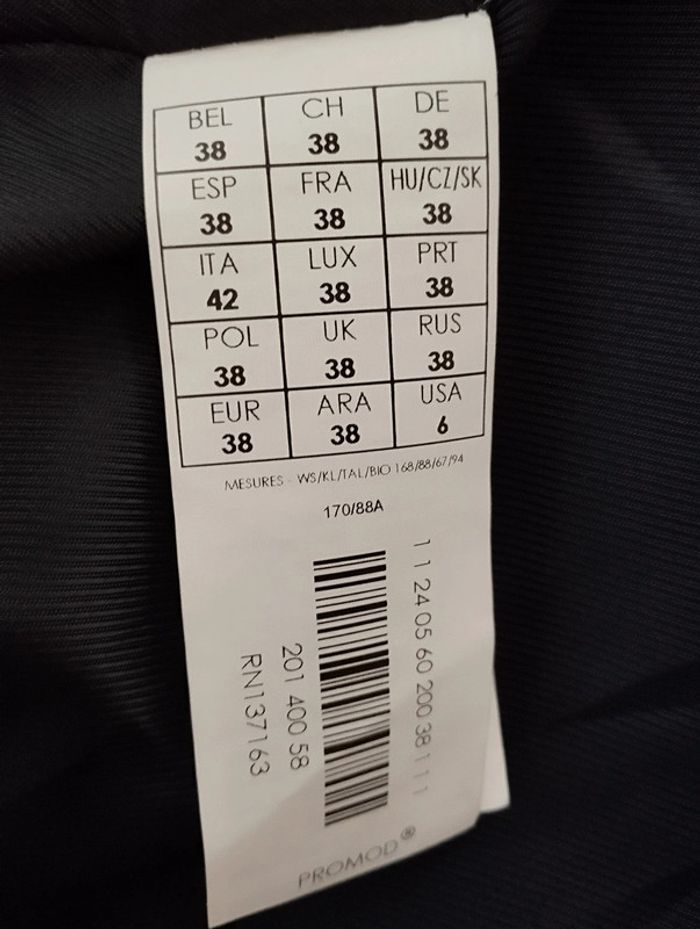 BEL CH DE
38 38 38
ESP FRA HU/CZ/SK
38 38 38
ITA LUX PRT
42 38 38
POL UK RUS
38 38 38
EUR ARA USA
38 38 6
MESURES - WS/KL/TAL/BIO 168/88/67/94
170/88A
1 1 24 05 60 200 38 1 1 1
201 400 58
RN137163
PROMOD®